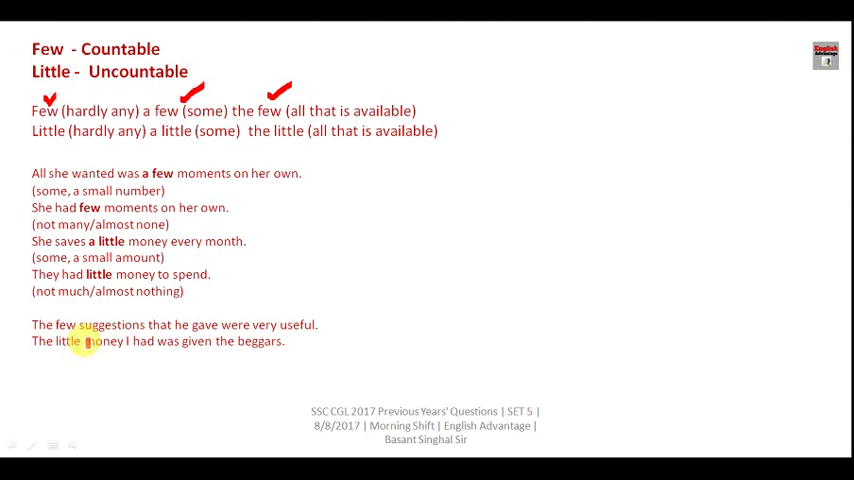 Few - Countable
Little - Uncountable
Few (hardly any) a few (some) the few (all that is available)
Little (hardly any) a little (some) the little (all that is available)
All she wanted was a few moments on her own.
(some, a small number)
She had few moments on her own.
(not many/almost none)
She saves a little money every month.
(some, a small amount)
They had little money to spend.
(not much/almost nothing)
The few suggestions that he gave were very useful.
The little money I had was given the beggars.
SSC CGL 2017 Previous Years' Questions | SET 5 |
8/8/2017 | Morning Shift | English Advantage |
Basant Singhal Sir
English
Advantage